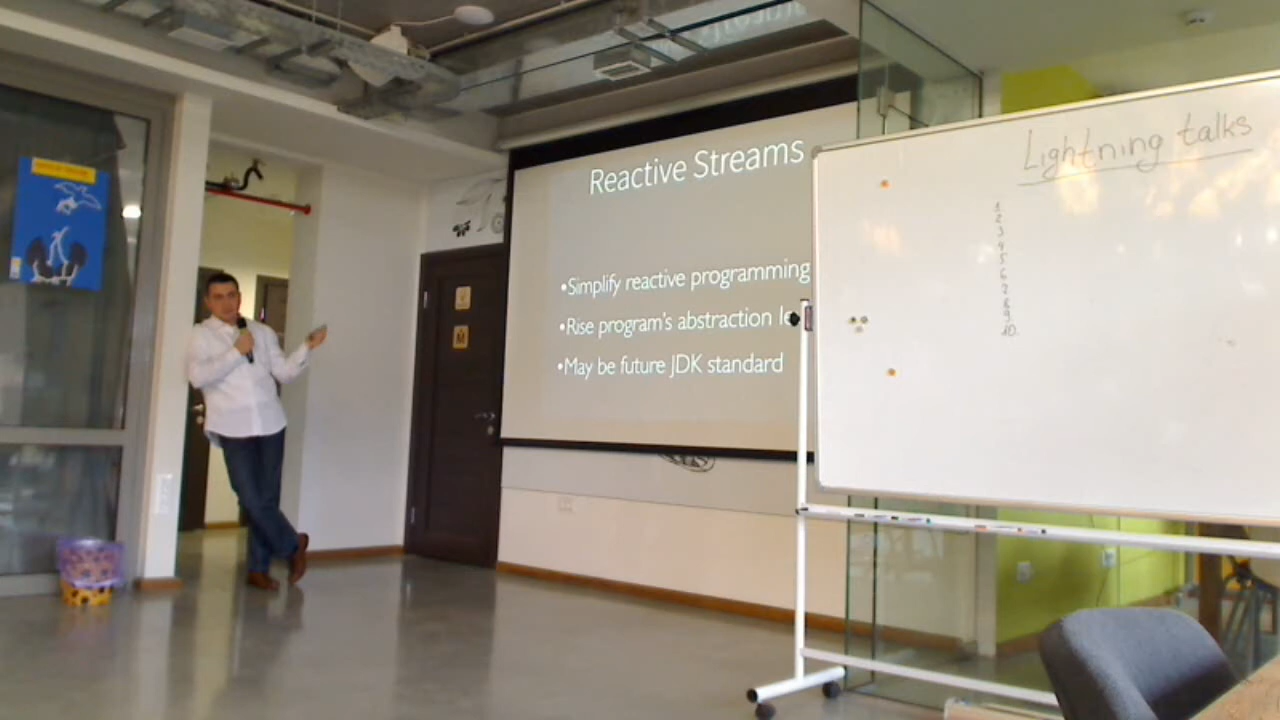 Reactive Streams
•Simplify reactive programming
•Rise program's abstraction
•May be future JDK standard
Lightning talks
1.
2
3
4
5
6
7
8
9.
10.
M